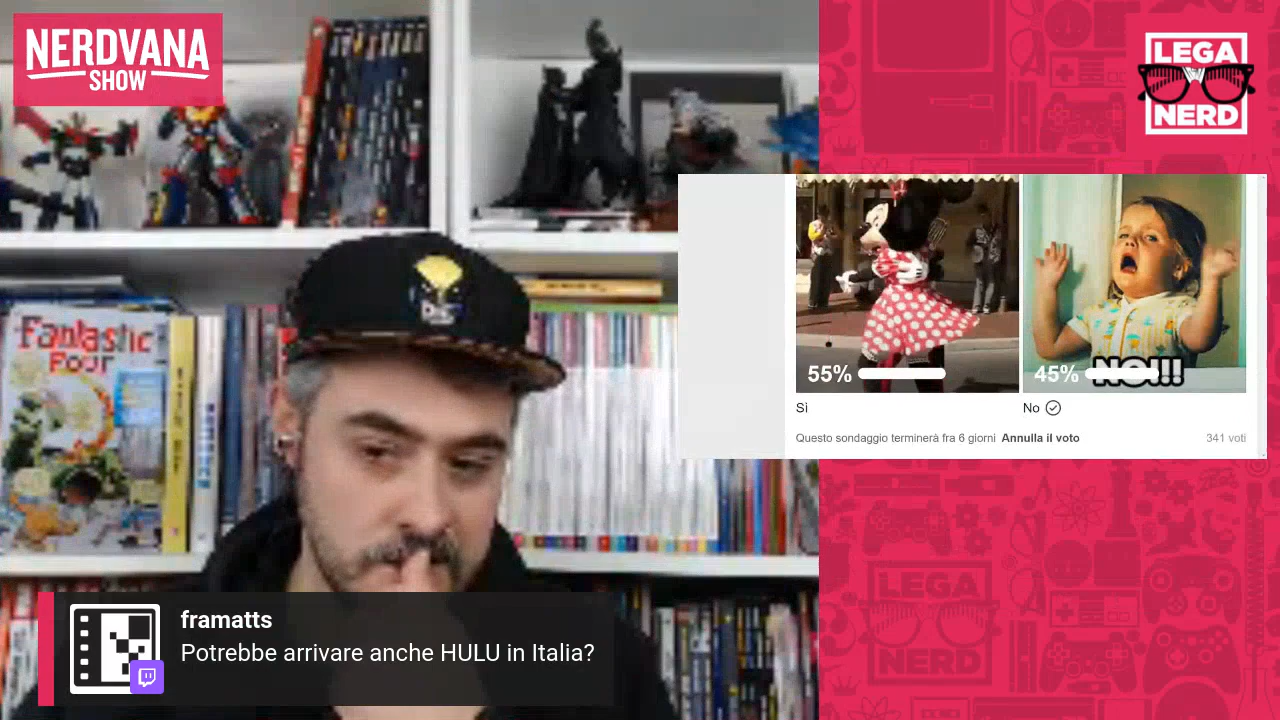 NERDVANA
SHOW
LEGA
NERD
Fantastic
Four
55%
45%
NO!!!
Sì
No
Questo sondaggio terminerà fra 6 giorni Annulla il voto
341 voti
framatts
Potrebbe arrivare anche HULU in Italia?
LEGA
NERD